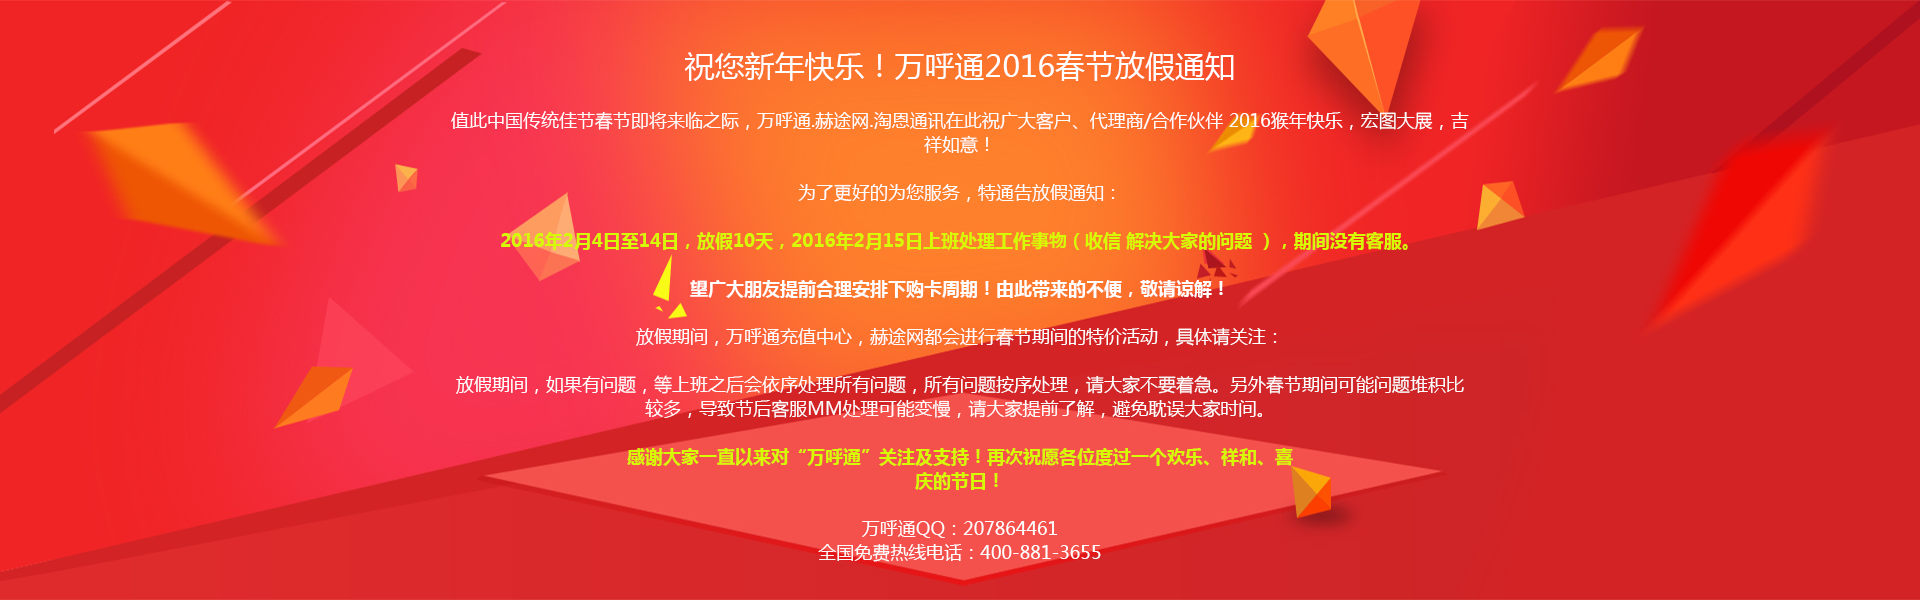 祝您新年快乐！万呼通2016春节放假通知
值此中国传统佳节春节即将来临之际，万呼通.赫途网.淘恩通讯在此祝广大客户、代理商/合作伙伴 2016猴年快乐，宏图大展，吉
祥如意！
为了更好的为您服务，特通告放假通知：
2016年2月4日至14日，放假10天，2016年2月15日上班处理工作事物（收信 解决大家的问题 ），期间没有客服。
望广大朋友提前合理安排下购卡周期！由此带来的不便，敬请谅解！
放假期间，万呼通充值中心，赫途网都会进行春节期间的特价活动，具体请关注：
放假期间，如果有问题，等上班之后会依序处理所有问题，所有问题按序处理，请大家不要着急。另外春节期间可能问题堆积比
较多，导致节后客服MM处理可能变慢，请大家提前了解，避免耽误大家时间。
感谢大家一直以来对“万呼通”关注及支持！再次祝愿各位度过一个欢乐、祥和、喜
庆的节日！
万呼通QQ：207864461
全国免费热线电话：400-881-3655